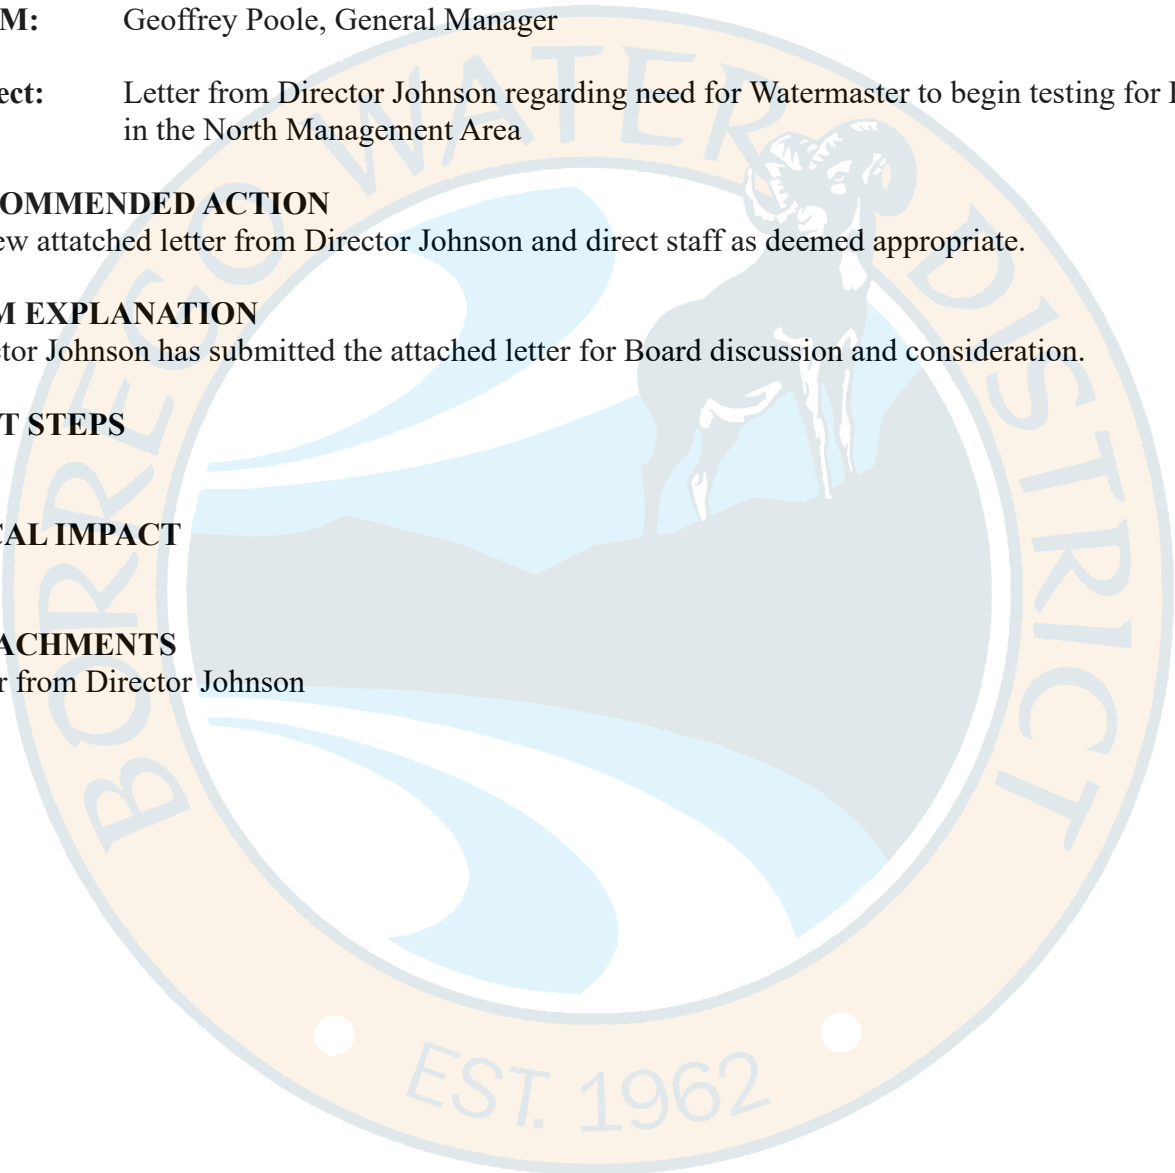 M: Geoffrey Poole, General Manager
ect: Letter from Director Johnson regarding need for Watermaster to begin testing for
in the North Management Area
OMMENDED ACTION
ew attatched letter from Director Johnson and direct staff as deemed appropriate.
M EXPLANATION
ctor Johnson has submitted the attached letter for Board discussion and consideration.
T STEPS
CAL IMPACT
ACHMENTS
r from Director Johnson
BORREGO WATER DISTRICT
EST. 1962